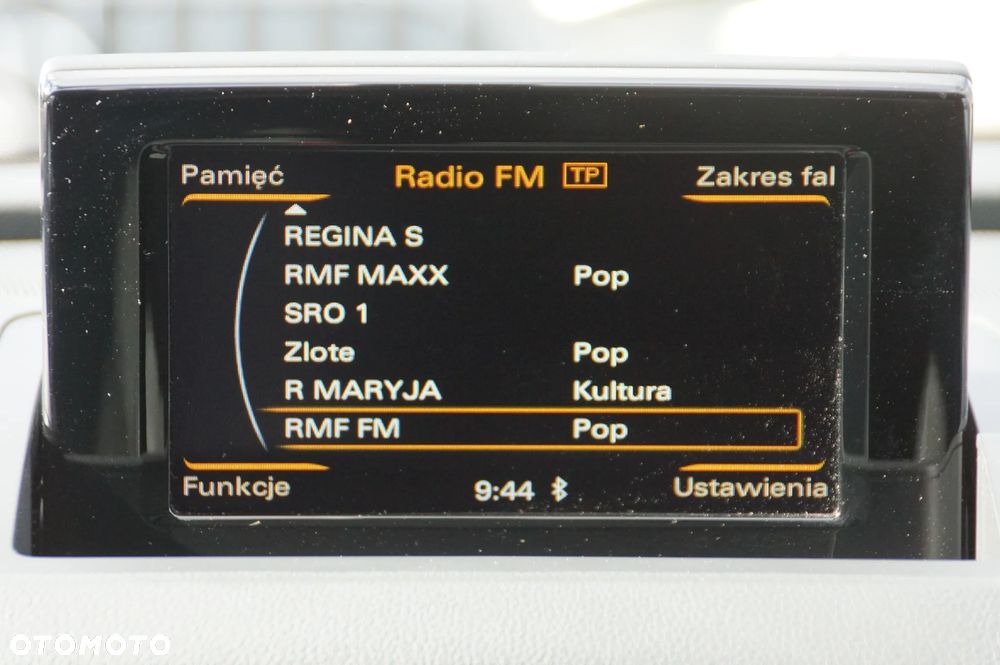 Pamięć Radio FM TP Zakres fal
REGINA S
RMF MAXX Pop
SRO 1
Zlote Pop
R MARYJA Kultura
RMF FM Pop
Funkcje 9:44 Ustawienia
OTOMOTO